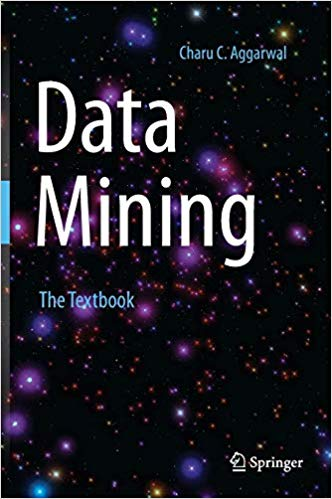 Charu C. Aggarwal
Data
Mining
The Textbook
Springer